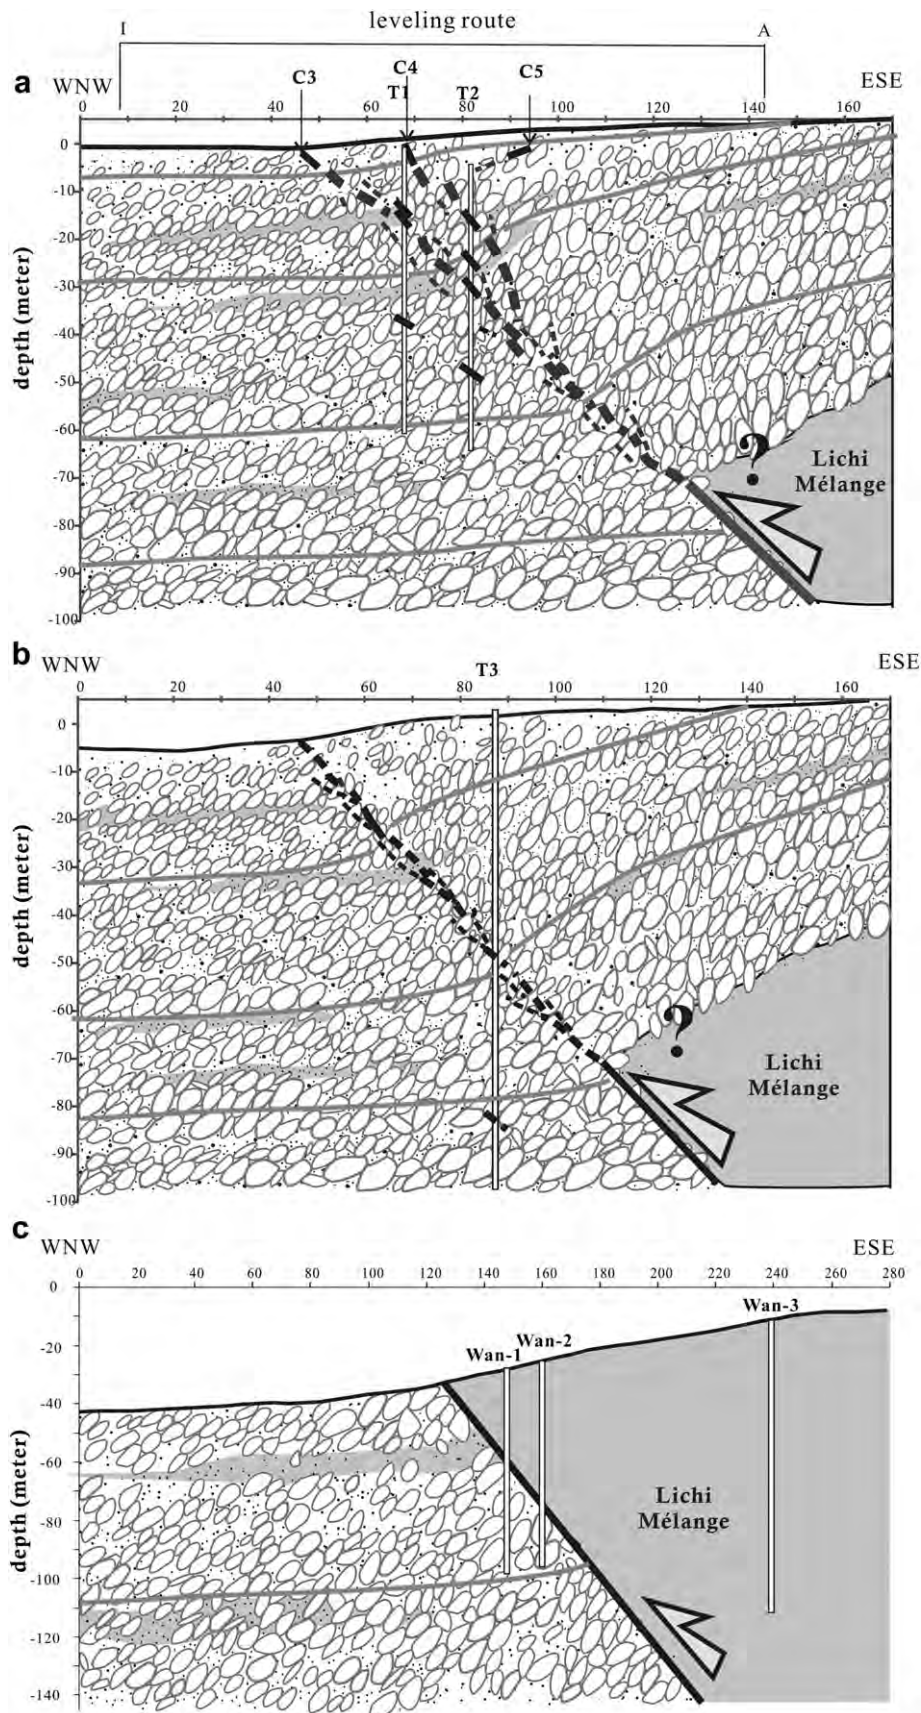 leveling route
I A
C3 C4 C5
a WNW T1 T2 ESE
0 20 40 60 80 100 120 140 160
0
-10
-20
-30
-40
-50
-60
-70
-80
-90
-100
depth (meter)
?
Lichi
Mélange
b WNW T3 ESE
0 20 40 60 80 100 120 140 160
0
-10
-20
-30
-40
-50
-60
-70
-80
-90
-100
depth (meter)
?
Lichi
Mélange
c WNW ESE
0 20 40 60 80 100 120 140 160 180 200 220 240 260 280
0
-20
-40
-60
-80
-100
-120
-140
depth (meter)
Wan-3
Wan-2
Wan-1
Lichi
Mélange